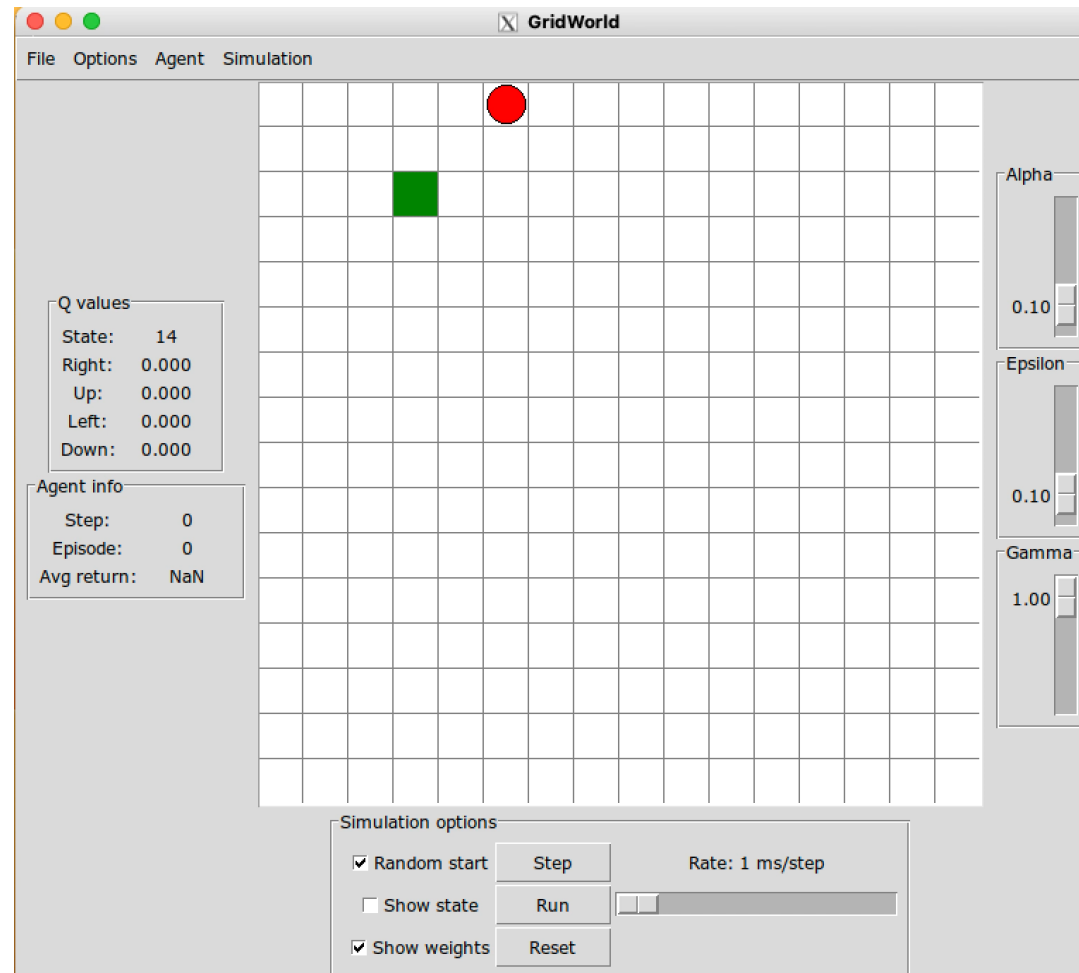 GridWorld
File Options Agent Simulation
Q values
State: 14
Right: 0.000
Up: 0.000
Left: 0.000
Down: 0.000
Agent info
Step: 0
Episode: 0
Avg return: NaN
Alpha
0.10
Epsilon
0.10
Gamma
1.00
Simulation options
Random start Step Rate: 1 ms/step
Show state Run
Show weights Reset